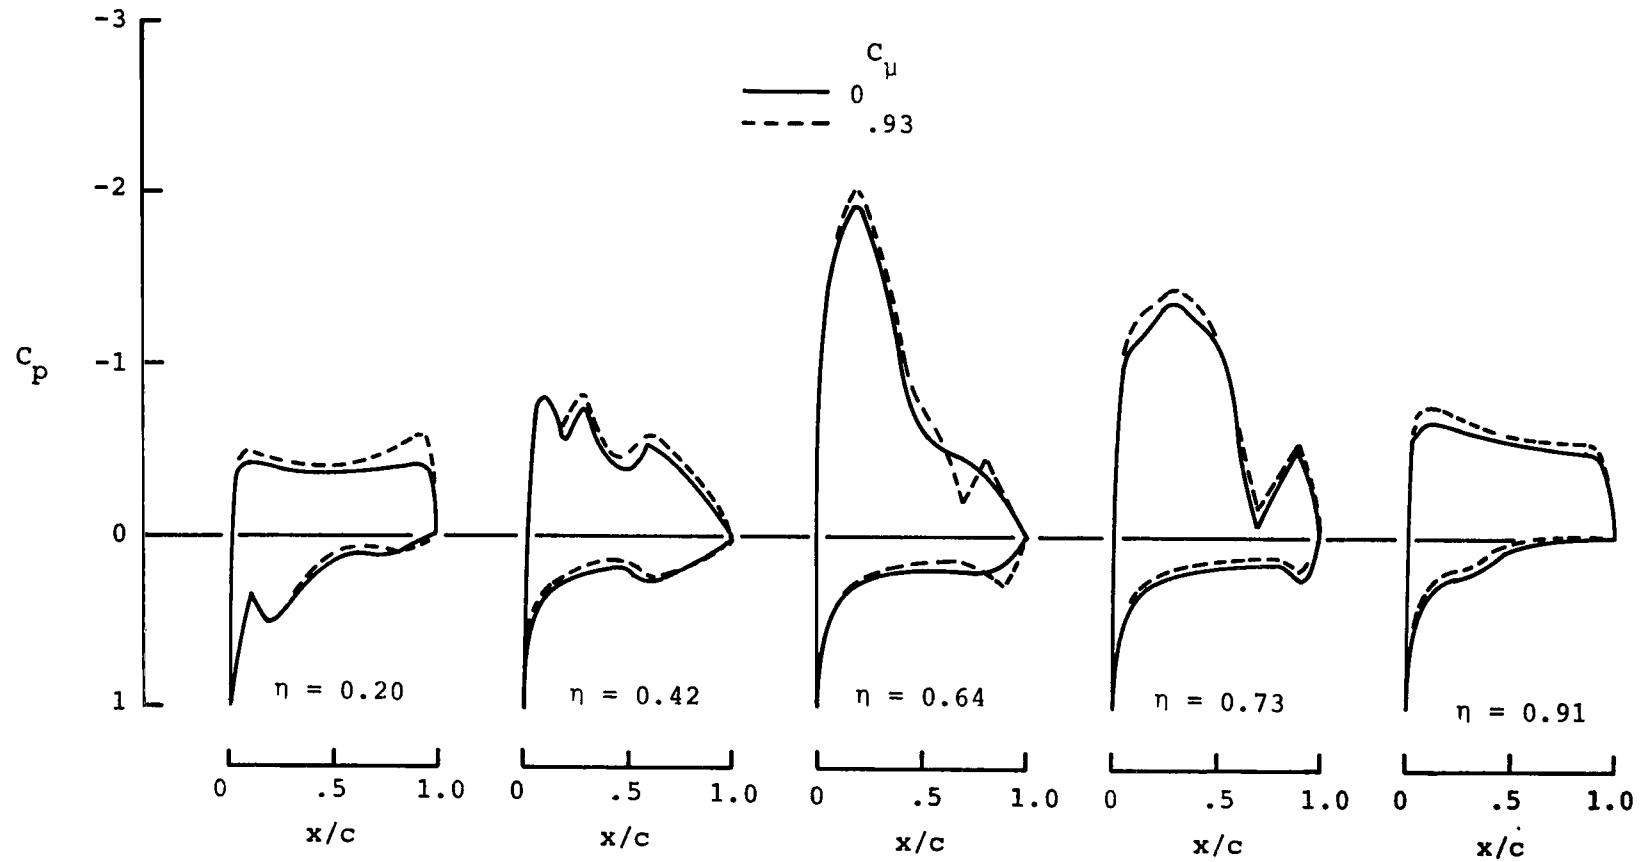 -3
-2
-1
0
1
C_p
C_μ
0
.93
η = 0.20
η = 0.42
η = 0.64
η = 0.73
η = 0.91
0 .5 1.0
x/c
0 .5 1.0
x/c
0 .5 1.0
x/c
0 .5 1.0
x/c
0 .5 1.0
x/c